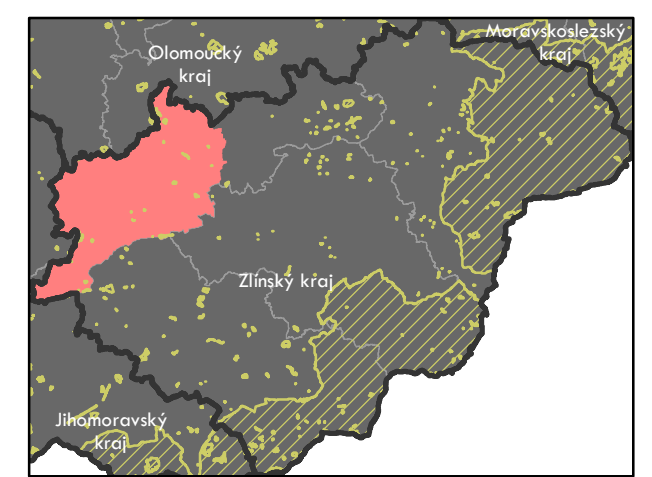 Moravskoslezský
kraj
Olomoucký
kraj
Zlínský kraj
Jihomoravský
kraj